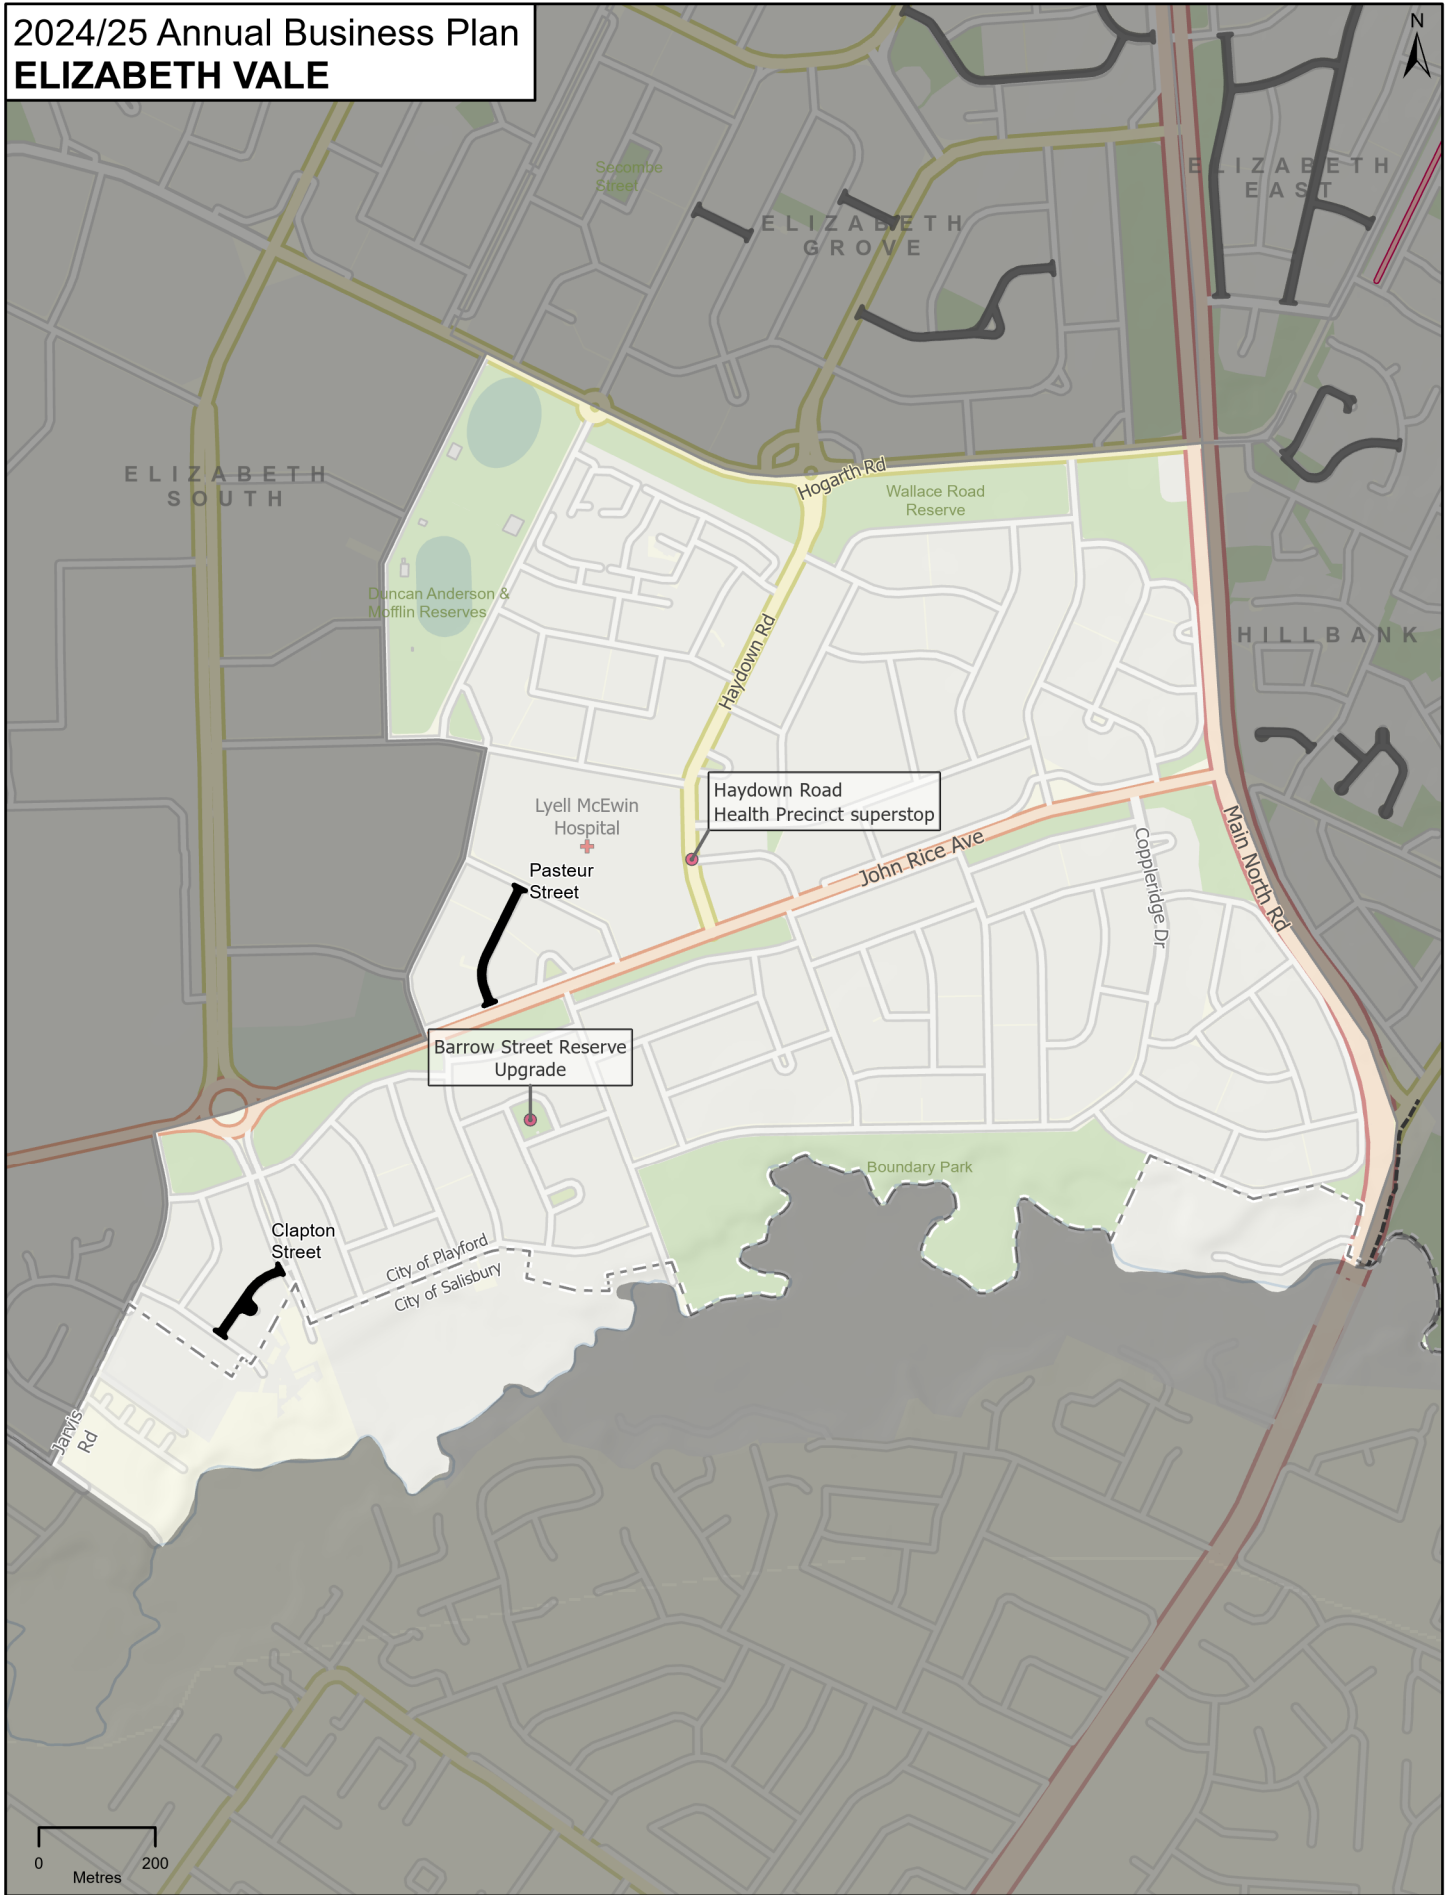 2024/25 Annual Business Plan
ELIZABETH VALE
N
Secombe
Street
ELIZABETH
EAST
ELIZABETH
GROVE
ELIZABETH
SOUTH
Hogarth Rd
Wallace Road
Reserve
Duncan Anderson &
Mofflin Reserves
HILLBANK
Haydown Rd
Haydown Road
Health Precinct superstop
Lyell McEwin
Hospital
Pasteur
Street
John Rice Ave
Coppleridge Dr
Main North Rd
Barrow Street Reserve
Upgrade
Boundary Park
Clapton
Street
City of Playford
City of Salisbury
Jarvis
Rd
0
200
Metres